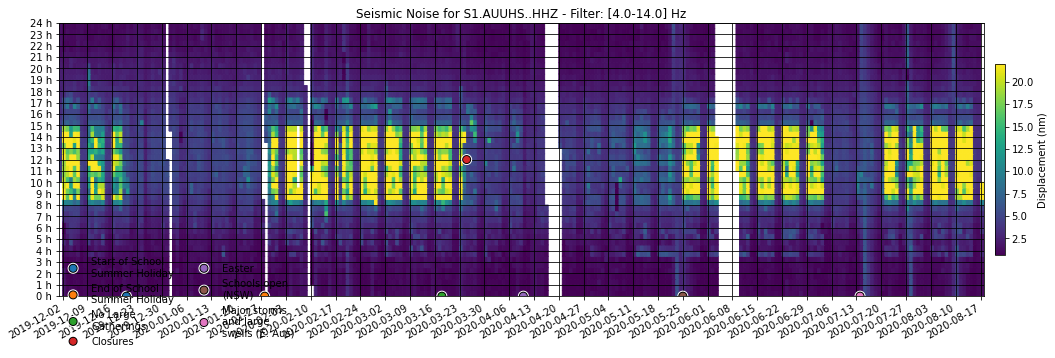 Seismic Noise for S1.AUUHS..HHZ - Filter: [4.0-14.0] Hz
24 h
23 h
22 h
21 h
20 h
19 h
18 h
17 h
16 h
15 h
14 h
13 h
12 h
11 h
10 h
9 h
8 h
7 h
6 h
5 h
4 h
3 h
2 h
1 h
0 h
20.0
17.5
15.0
12.5
10.0
7.5
5.0
2.5
Displacement (nm)
Start of School
Summer Holiday
End of School
Summer Holiday
No Large
Gatherings
Closures
Easter
Schools open
(NSW)
Major storms
and large
swells (E. Aus)
2019-12-02
2020-01-13
2020-02-10
2020-02-17
2020-02-24
2020-03-02
2020-03-09
2020-03-16
2020-03-23
2020-03-30
2020-04-06
2020-04-13
2020-04-20
2020-04-27
2020-05-04
2020-05-11
2020-05-18
2020-05-25
2020-06-01
2020-06-08
2020-06-15
2020-06-22
2020-06-29
2020-07-06
2020-07-13
2020-07-20
2020-07-27
2020-08-03
2020-08-10
2020-08-17